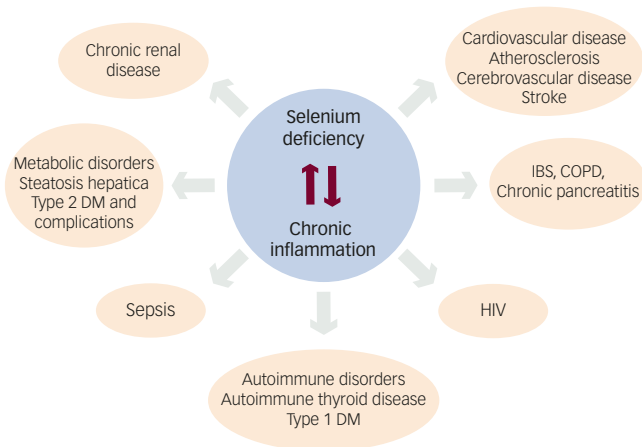 Chronic renal
disease
Cardiovascular disease
Atherosclerosis
Cerebrovascular disease
Stroke
Selenium
deficiency
Chronic
inflammation
Metabolic disorders
Steatosis hepatica
Type 2 DM and
complications
IBS, COPD,
Chronic pancreatitis
Sepsis
HIV
Autoimmune disorders
Autoimmune thyroid disease
Type 1 DM